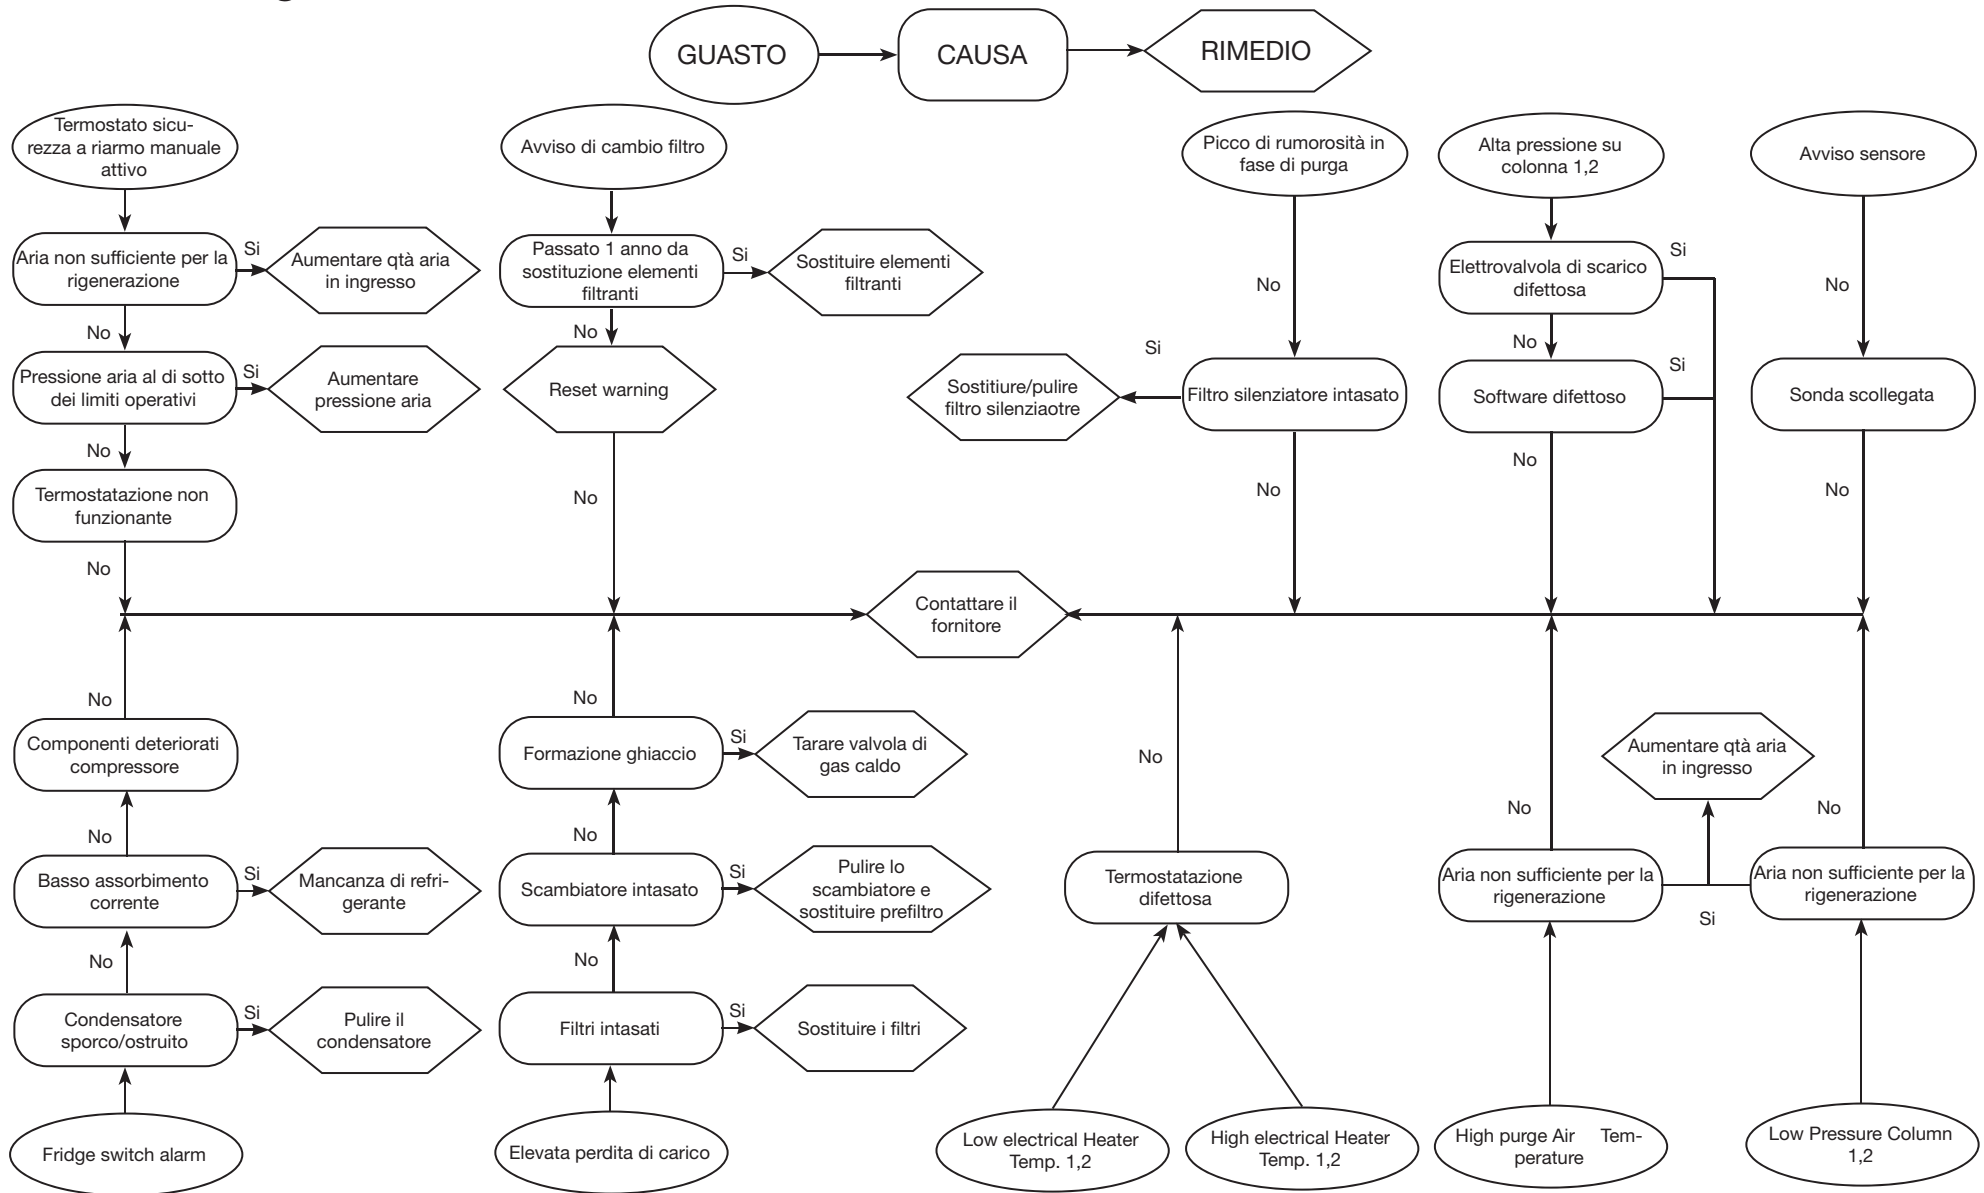 GUASTO
CAUSA
RIMEDIO
Termostato sicu-
rezza a riarmo manuale
attivo
Avviso di cambio filtro
Picco di rumorosità in
fase di purga
Alta pressione su
colonna 1,2
Avviso sensore
Aria non sufficiente per la
rigenerazione
Si
Aumentare qtà aria
in ingresso
Passato 1 anno da
sostituzione elementi
filtranti
Si
Sostituire elementi
filtranti
No
Elettrovalvola di scarico
difettosa
Si
No
No
No
No
Pressione aria al di sotto
dei limiti operativi
Si
Aumentare
pressione aria
Reset warning
Sostitiure/pulire
filtro silenziaotre
Si
Filtro silenziatore intasato
Software difettoso
Si
Sonda scollegata
No
Termostatazione non
funzionante
No
No
No
No
No
No
Contattare il
fornitore
No
No
Componenti deteriorati
compressore
Formazione ghiaccio
Si
Tarare valvola di
gas caldo
No
Aumentare qtà aria
in ingresso
No
No
No
No
Basso assorbimento
corrente
Si
Mancanza di refri-
gerante
Scambiatore intasato
Si
Pulire lo
scambiatore e
sostituire prefiltro
Termostatazione
difettosa
Aria non sufficiente per la
rigenerazione
Si
Aria non sufficiente per la
rigenerazione
No
No
Condensatore
sporco/ostruito
Si
Pulire il
condensatore
Filtri intasati
Si
Sostituire i filtri
Fridge switch alarm
Elevata perdita di carico
Low electrical Heater
Temp. 1,2
High electrical Heater
Temp. 1,2
High purge Air Tem-
perature
Low Pressure Column
1,2